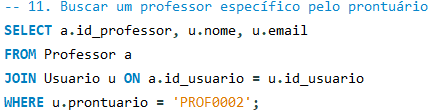 -- 11. Buscar um professor específico pelo prontuário
SELECT a.id_professor, u.nome, u.email
FROM Professor a
JOIN Usuario u ON a.id_usuario = u.id_usuario
WHERE u.prontuario = 'PROF0002';